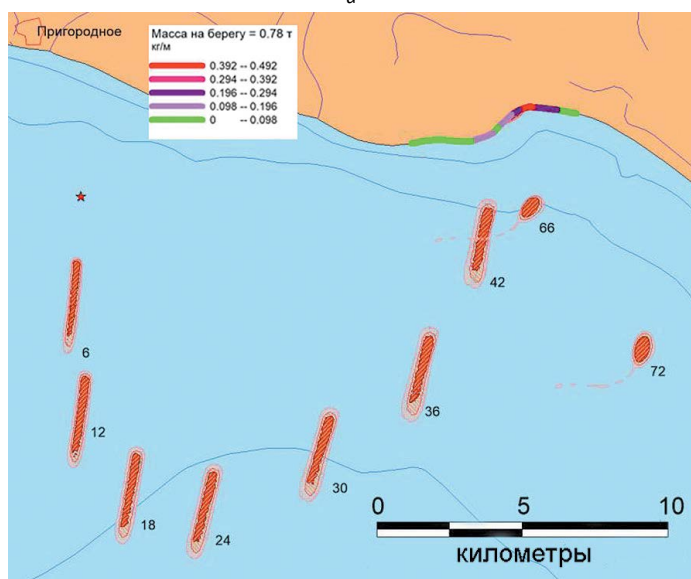 а
Пригородное
Масса на берегу = 0.78 т
кг/м
0.392 -- 0.492
0.294 -- 0.392
0.196 -- 0.294
0.098 -- 0.196
0 -- 0.098
66
42
6
72
12
36
30
18
24
0 5 10
километры